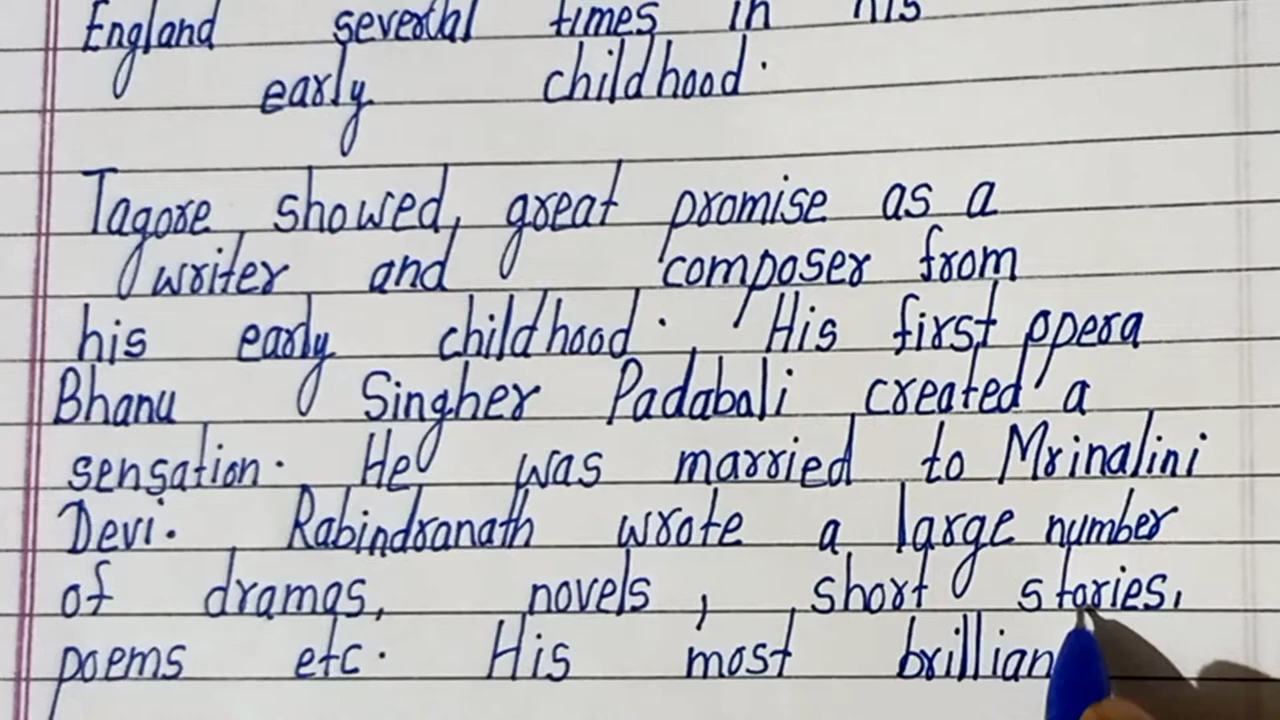 England several times in his
early childhood.
Tagore showed great promise as a
writer and composer from
his early childhood. His first opera
Bhanu Singher Padabali created a
sensation. He was married to Mrinalini
Devi. Rabindranath wrote a large number
of dramas, novels, short stories,
poems etc. His most brillian